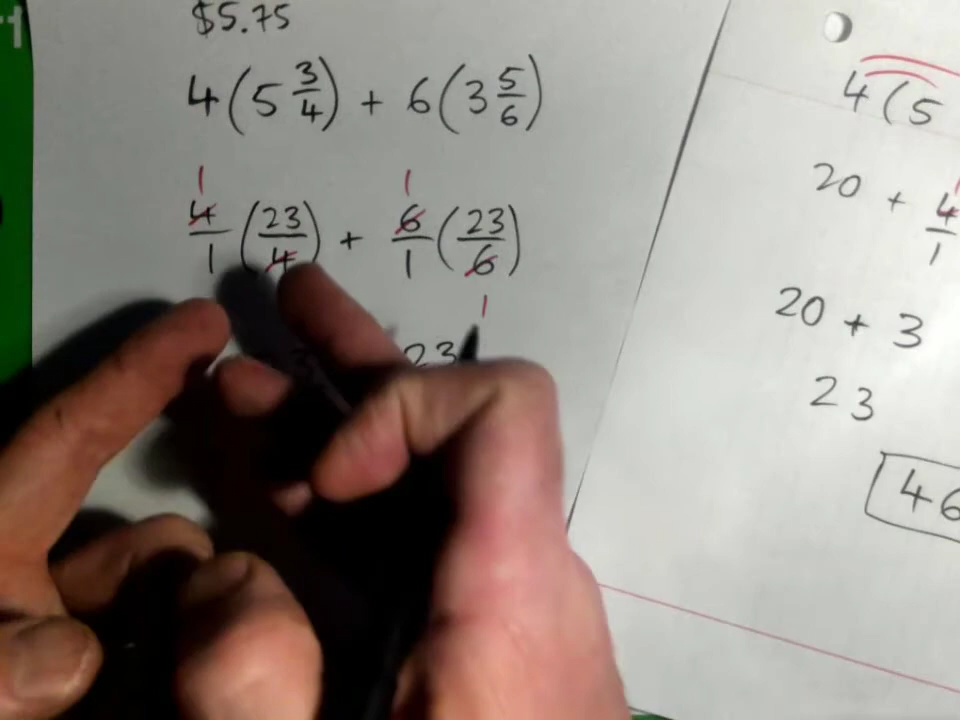 $5.75
4(5 3/4) + 6(3 5/6)
1 1
4/1 (23/4) + 6/1 (23/6)
1
23
4(5
20 + 4/1
20 + 3
23
46